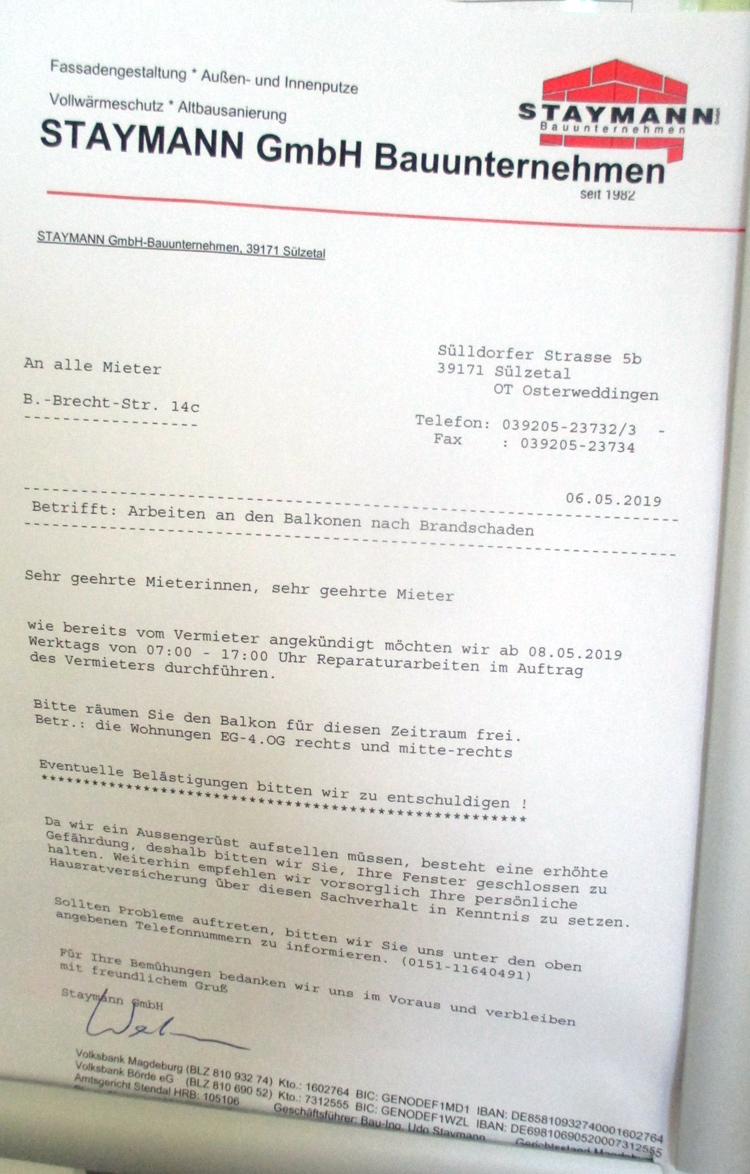 Fassadengestaltung * Außen- und Innenputze
Vollwärmeschutz * Altbausanierung
STAYMANN GmbH Bauunternehmen
STAYMANN GMBH
Bauunternehmen
seit 1982
STAYMANN GmbH-Bauunternehmen, 39171 Sülzetal
An alle Mieter
B.-Brecht-Str. 14c
-----------------
Sülldorfer Strasse 5b
39171 Sülzetal
OT Osterweddingen
Telefon: 039205-23732/3 -
Fax : 039205-23734
06.05.2019
Betrifft: Arbeiten an den Balkonen nach Brandschaden
Sehr geehrte Mieterinnen, sehr geehrte Mieter
wie bereits vom Vermieter angekündigt möchten wir ab 08.05.2019
Werktags von 07:00 - 17:00 Uhr Reparaturarbeiten im Auftrag
des Vermieters durchführen.
Bitte räumen Sie den Balkon für diesen Zeitraum frei.
Betr.: die Wohnungen EG-4.OG rechts und mitte-rechts
Eventuelle Belästigungen bitten wir zu entschuldigen !
******************************************************
Da wir ein Aussengerüst aufstellen müssen, besteht eine erhöhte
Gefährdung, deshalb bitten wir Sie, Ihre Fenster geschlossen zu
halten. Weiterhin empfehlen wir vorsorglich Ihre persönliche
Hausratversicherung über diesen Sachverhalt in Kenntnis zu setzen.
Sollten Probleme auftreten, bitten wir Sie uns unter den oben
angebenen Telefonnummern zu informieren. (0151-11640491)
Für Ihre Bemühungen bedanken wir uns im Voraus und verbleiben
mit freundlichem Gruß
Staymann GmbH
Volksbank Magdeburg (BLZ 810 932 74) Kto.: 1602764 BIC: GENODEF1MD1 IBAN: DE85810932740001602764
Volksbank Börde eG (BLZ 810 690 52) Kto.: 7312555 BIC: GENODEF1WZL IBAN: DE69810690520007312555
Amtsgericht Stendal HRB: 105106 Geschäftsführer: Bau-Ing. Udo Staymann Gerichtsstand Magdeburg